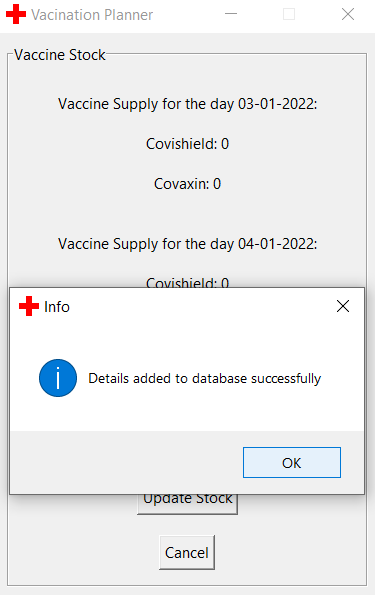 Vacination Planner
Vaccine Stock
Vaccine Supply for the day 03-01-2022:
Covishield: 0
Covaxin: 0
Vaccine Supply for the day 04-01-2022:
Covishield: 0
Info
Details added to database successfully
OK
Update Stock
Cancel